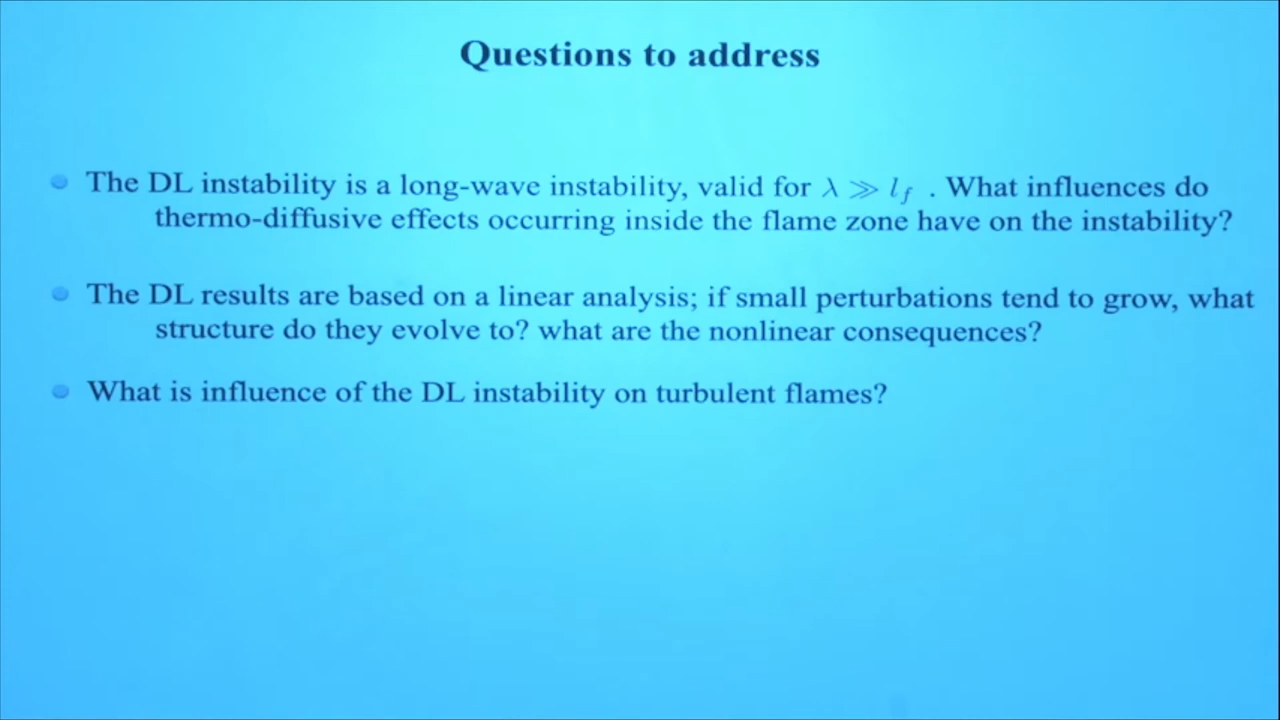 Questions to address
The DL instability is a long-wave instability, valid for λ ≫ l_f . What influences do
thermo-diffusive effects occurring inside the flame zone have on the instability?
The DL results are based on a linear analysis; if small perturbations tend to grow, what
structure do they evolve to? what are the nonlinear consequences?
What is influence of the DL instability on turbulent flames?